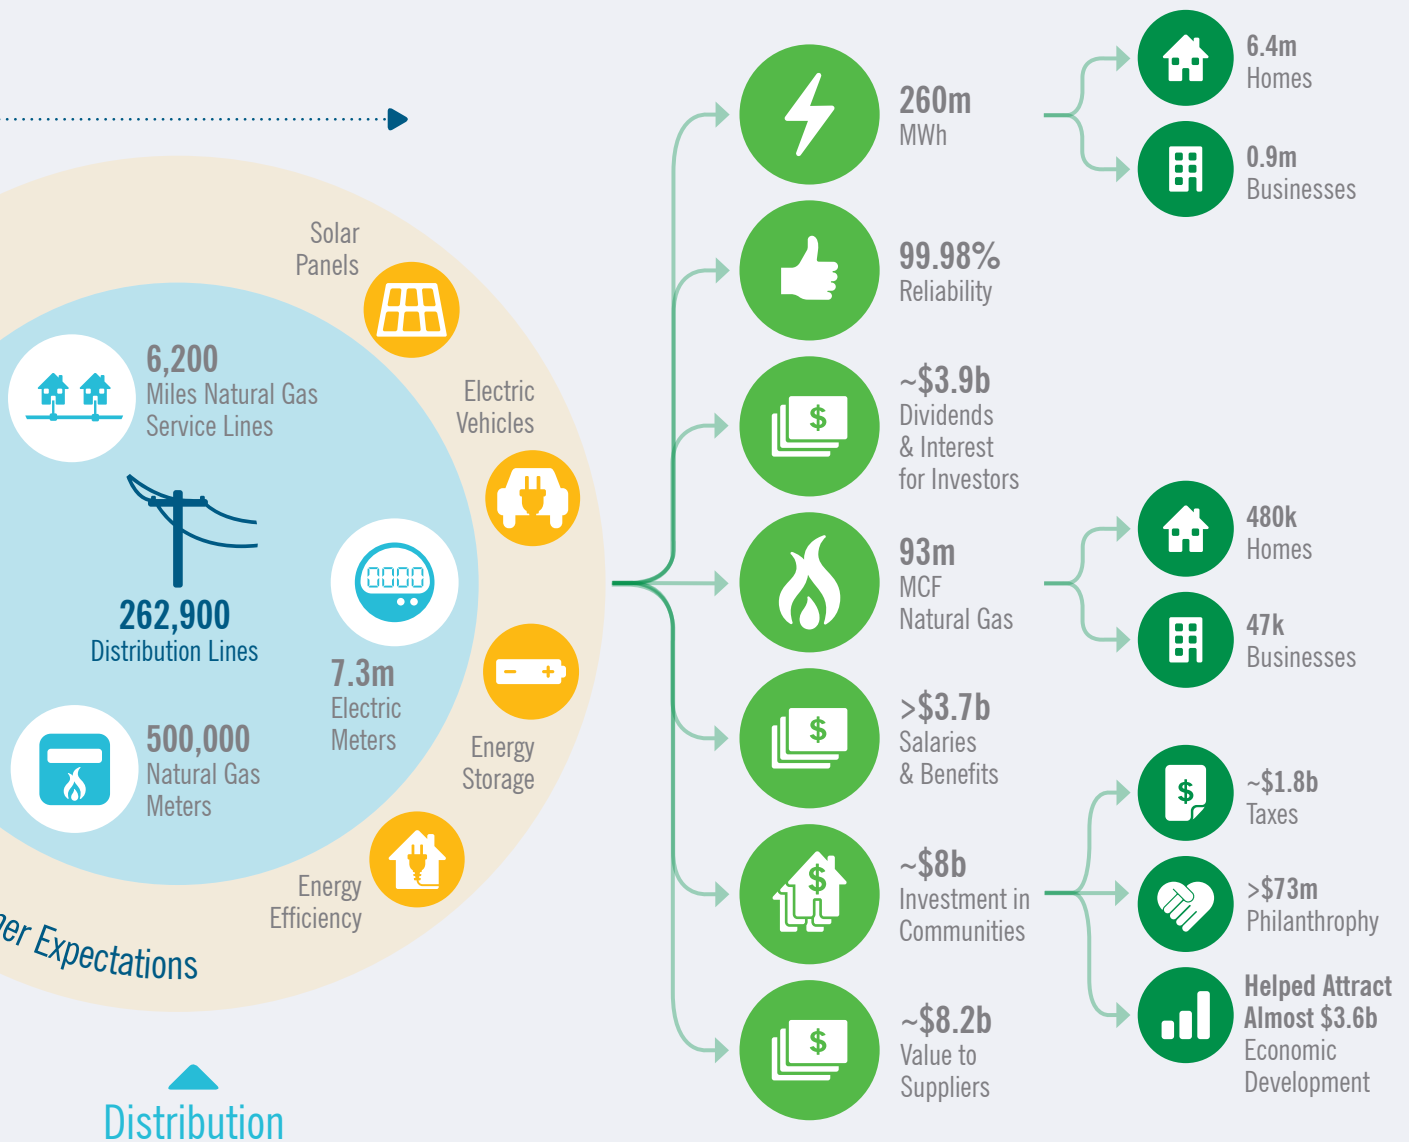 Solar
Panels
6,200
Miles Natural Gas
Service Lines
Electric
Vehicles
262,900
Distribution Lines
0000
7.3m
Electric
Meters
500,000
Natural Gas
Meters
Energy
Storage
Energy
Efficiency
Expectations
Distribution
260m
MWh
6.4m
Homes
0.9m
Businesses
99.98%
Reliability
$
~$3.9b
Dividends
& Interest
for Investors
93m
MCF
Natural Gas
480k
Homes
47k
Businesses
$
>$3.7b
Salaries
& Benefits
$
~$8b
Investment in
Communities
$
~$1.8b
Taxes
>$73m
Philanthropy
Helped Attract
Almost $3.6b
Economic
Development
$
~$8.2b
Value to
Suppliers